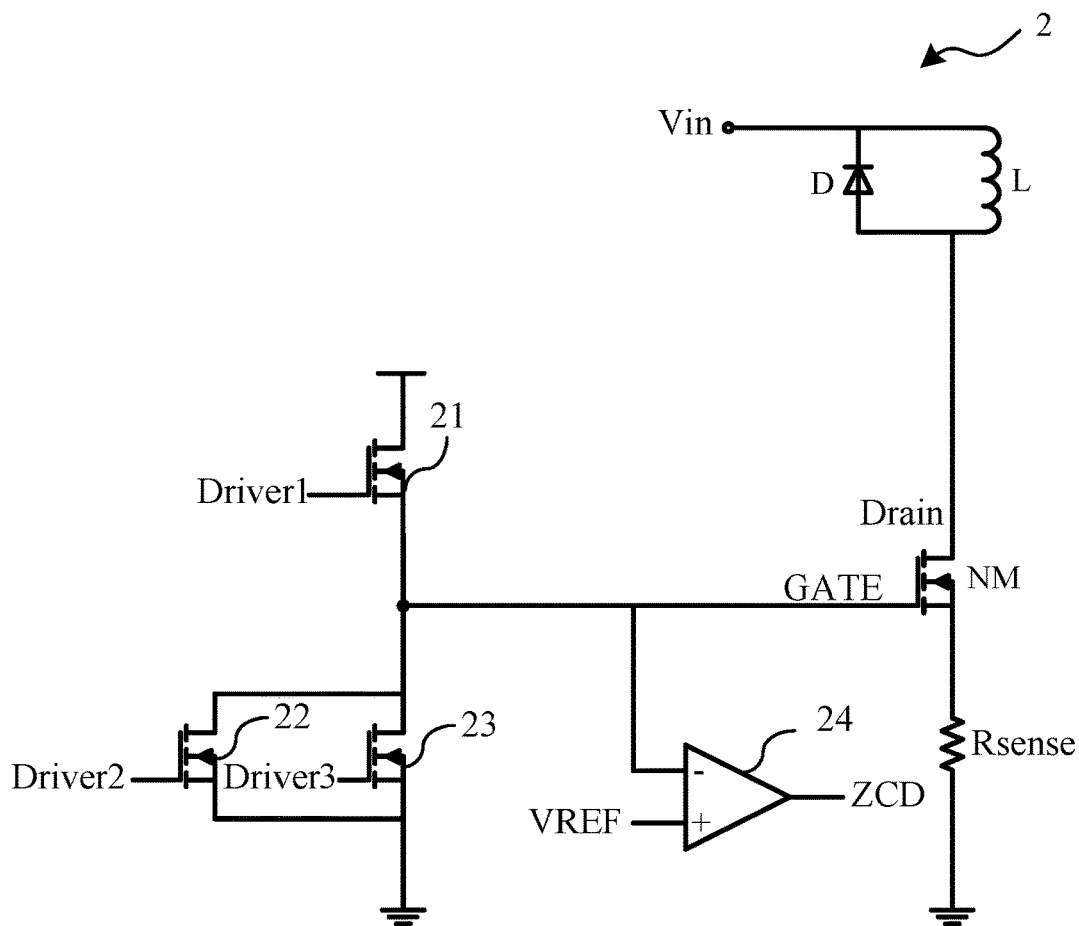 2
Vin
D
L
21
Driver1
Drain
NM
GATE
22
23
24
Driver2
Driver3
-
ZCD
VREF
+
Rsense